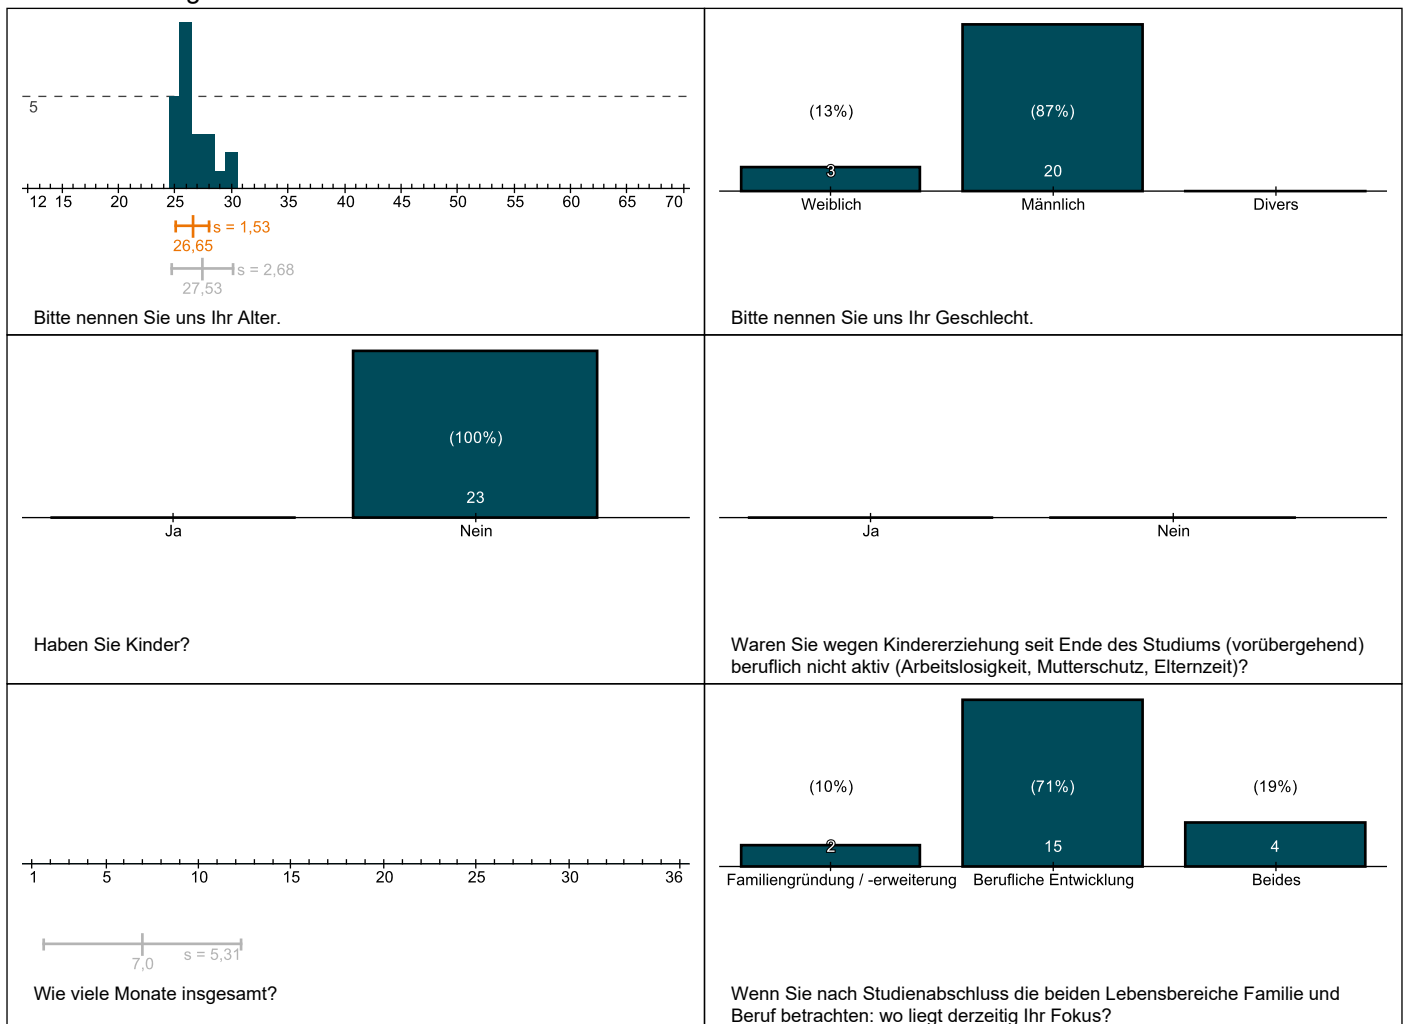 5
12 15 20 25 30 35 40 45 50 55 60 65 70
s = 1,53
26,65
s = 2,68
27,53
Bitte nennen Sie uns Ihr Alter.
(13%) (87%)
3 20
Weiblich Männlich Divers
Bitte nennen Sie uns Ihr Geschlecht.
(100%)
23
Ja Nein
Haben Sie Kinder?
Ja Nein
Waren Sie wegen Kindererziehung seit Ende des Studiums (vorübergehend)
beruflich nicht aktiv (Arbeitslosigkeit, Mutterschutz, Elternzeit)?
1 5 10 15 20 25 30 36
s = 5,31
7,0
Wie viele Monate insgesamt?
(10%) (71%) (19%)
2 15 4
Familiengründung / -erweiterung Berufliche Entwicklung Beides
Wenn Sie nach Studienabschluss die beiden Lebensbereiche Familie und
Beruf betrachten: wo liegt derzeitig Ihr Fokus?